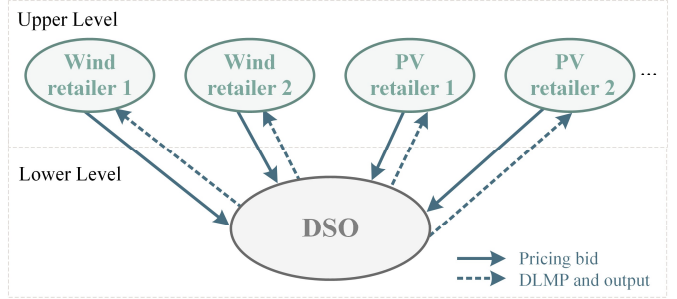 Upper Level
Wind
retailer 1
Wind
retailer 2
PV
retailer 1
PV
retailer 2
...
Lower Level
DSO
Pricing bid
DLMP and output